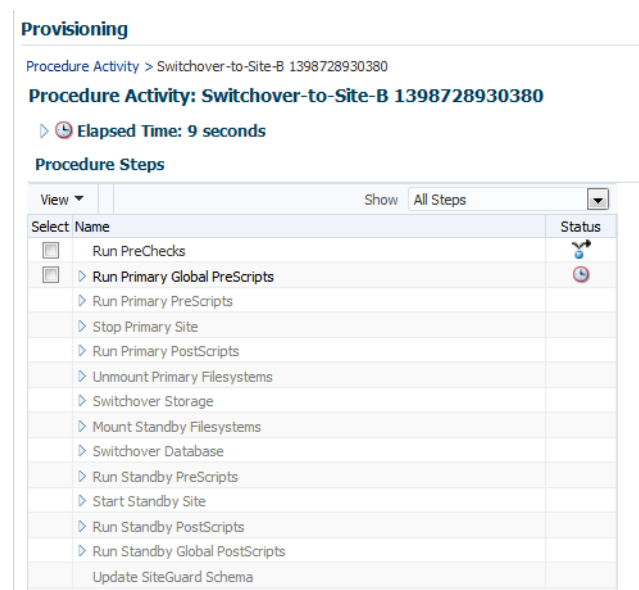 Provisioning
Procedure Activity > Switchover-to-Site-B 1398728930380
Procedure Activity: Switchover-to-Site-B 1398728930380
Elapsed Time: 9 seconds
Procedure Steps
View Show All Steps
Select Name Status
Run PreChecks
Run Primary Global PreScripts
Run Primary PreScripts
Stop Primary Site
Run Primary PostScripts
Unmount Primary Filesystems
Switchover Storage
Mount Standby Filesystems
Switchover Database
Run Standby PreScripts
Start Standby Site
Run Standby PostScripts
Run Standby Global PostScripts
Update SiteGuard Schema